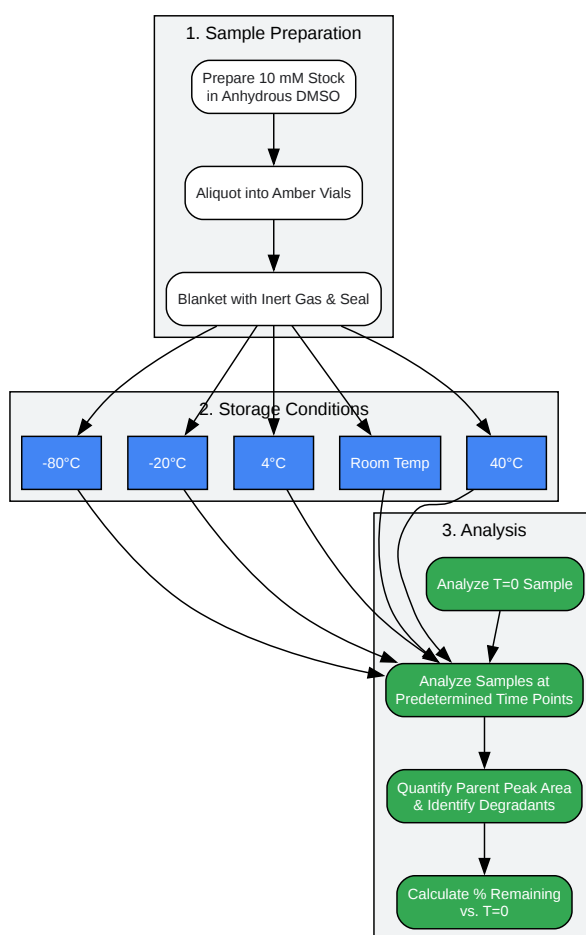 1. Sample Preparation
Prepare 10 mM Stock
in Anhydrous DMSO
Aliquot into Amber Vials
Blanket with Inert Gas & Seal
2. Storage Conditions
-80°C
-20°C
4°C
Room Temp
40°C
3. Analysis
Analyze T=0 Sample
Analyze Samples at
Predetermined Time Points
Quantify Parent Peak Area
& Identify Degradants
Calculate % Remaining
vs. T=0